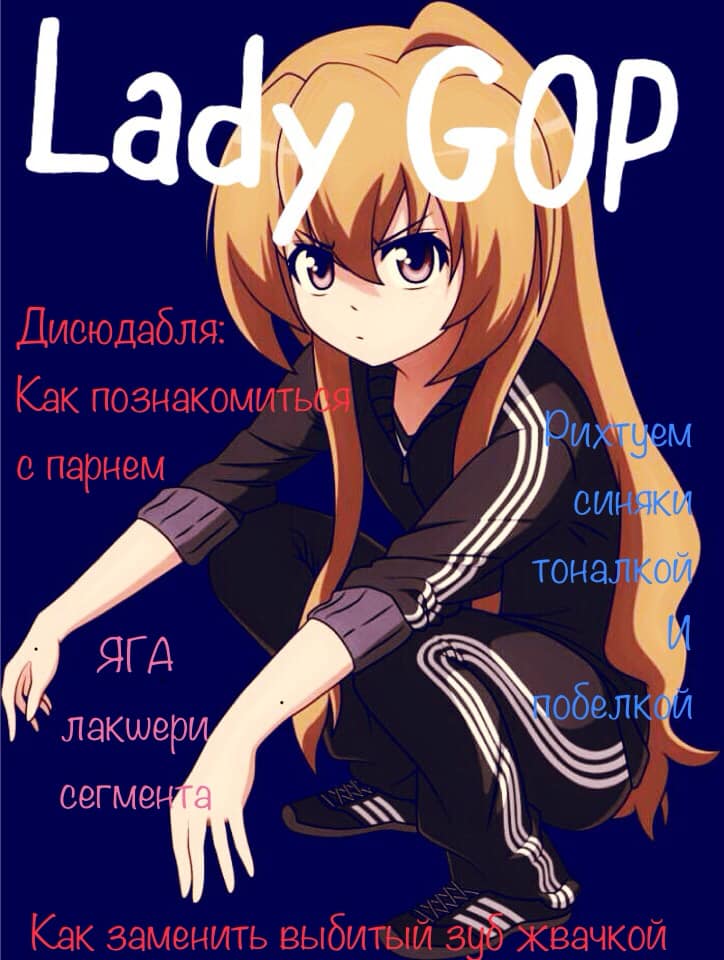 Lady GOP
Дисюдабля:
Как познакомиться
с парнем
Рихтуем
синяки
тоналкой
и
побелкой
ЯГА
лакшери
сегмента
Как заменить выбитый зуб жвачкой